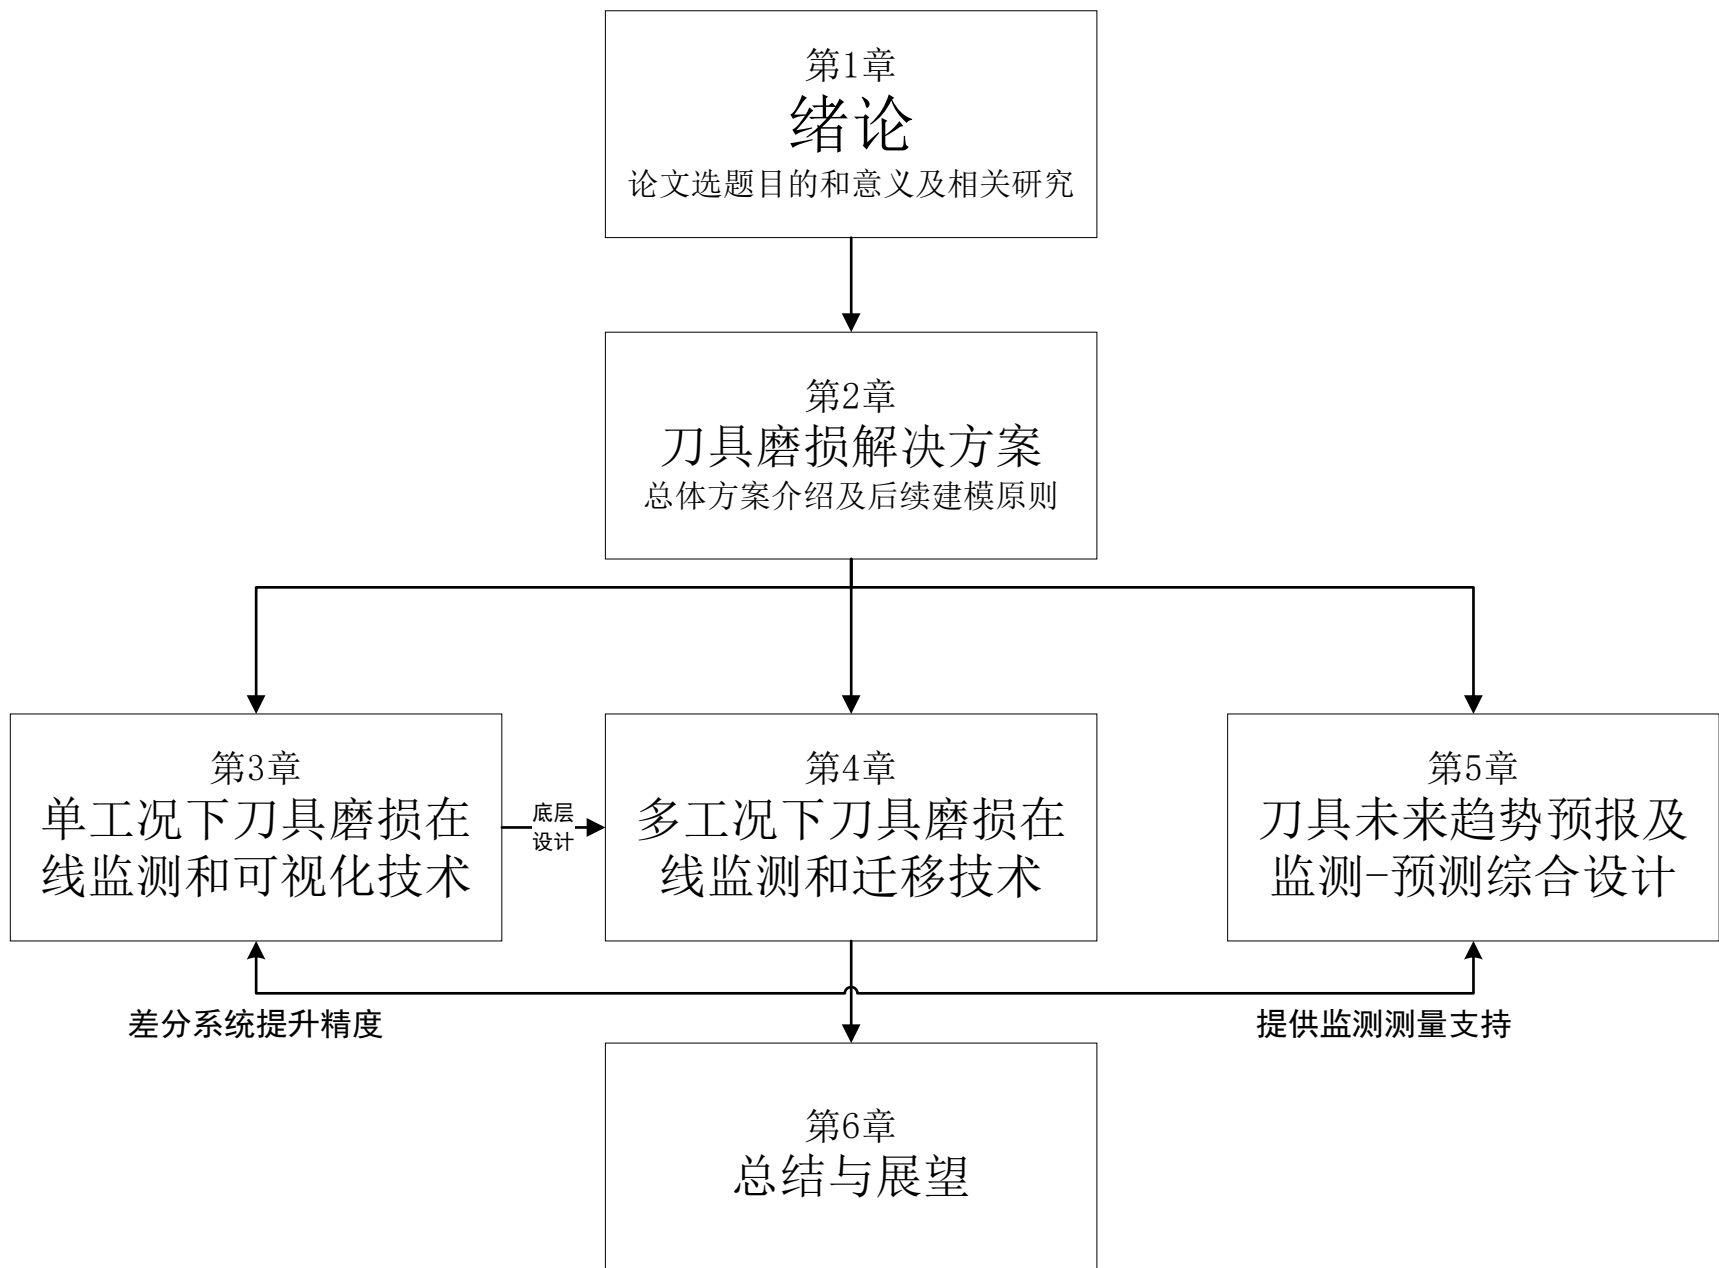 第1章
绪论
论文选题目的和意义及相关研究
第2章
刀具磨损解决方案
总体方案介绍及后续建模原则
第3章
单工况下刀具磨损在
线监测和可视化技术
底层
设计
第4章
多工况下刀具磨损在
线监测和迁移技术
第5章
刀具未来趋势预报及
监测-预测综合设计
差分系统提升精度
提供监测测量支持
第6章
总结与展望